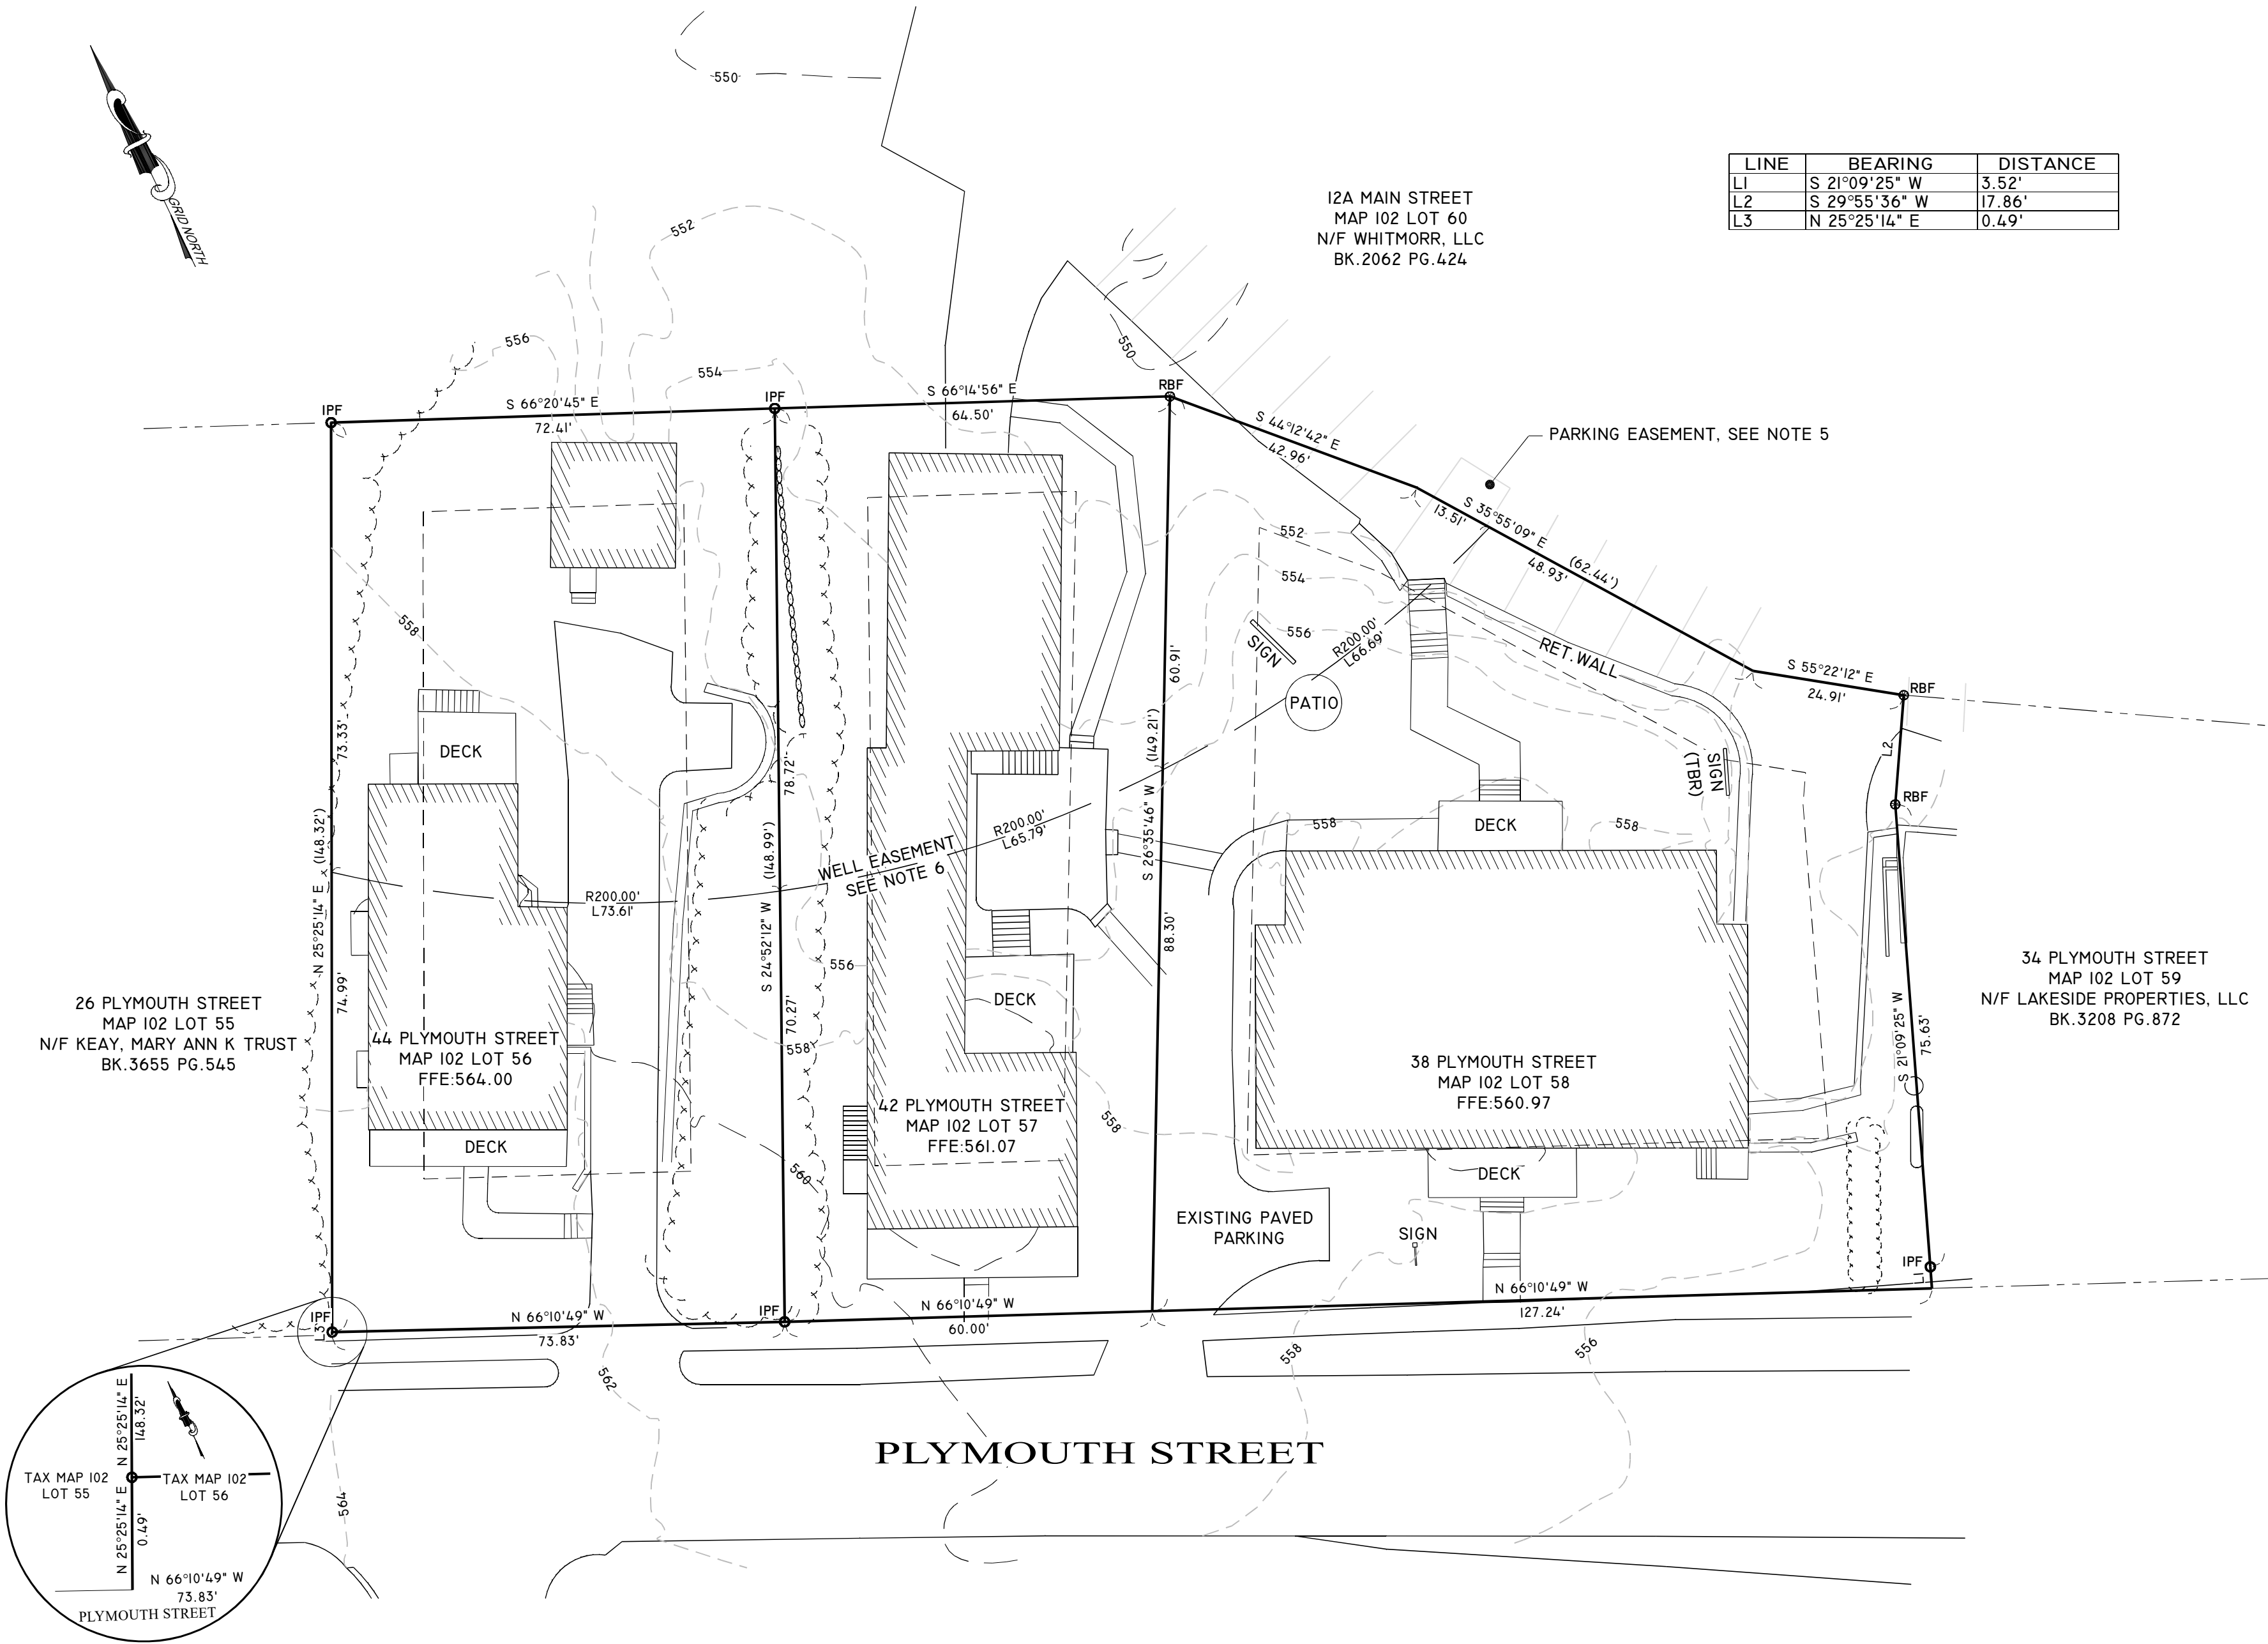 GRID NORTH
550
552
12A MAIN STREET
MAP 102 LOT 60
N/F WHITMORR, LLC
BK.2062 PG.424
LINE BEARING DISTANCE
L1 S 21°09'25" W 3.52'
L2 S 29°55'36" W 17.86'
L3 N 25°25'14" E 0.49'
556
554
550
IPF
S 66°20'45" E
72.41'
IPF
S 66°14'56" E
64.50'
RBF
S 44°12'42" E
42.96'
PARKING EASEMENT, SEE NOTE 5
S 35°55'09" E
13.51'
48.93'
(62.44')
552
554
556
558
SIGN
R200.00'
L66.69'
RET.WALL
PATIO
S 55°22'12" E
24.91'
RBF
L2
RBF
SIGN
(TBR)
73.33'
N 25°25'14" E (148.32')
74.99'
DECK
78.72'
S 24°52'12" W (148.99')
70.27'
60.91'
S 26°35'46" W (149.21')
88.30'
R200.00'
L73.61'
WELL EASEMENT
SEE NOTE 6
R200.00'
L65.79'
558
DECK
558
556
DECK
558
558
560
26 PLYMOUTH STREET
MAP 102 LOT 55
N/F KEAY, MARY ANN K TRUST
BK.3655 PG.545
44 PLYMOUTH STREET
MAP 102 LOT 56
FFE:564.00
DECK
42 PLYMOUTH STREET
MAP 102 LOT 57
FFE:561.07
38 PLYMOUTH STREET
MAP 102 LOT 58
FFE:560.97
DECK
34 PLYMOUTH STREET
MAP 102 LOT 59
N/F LAKESIDE PROPERTIES, LLC
BK.3208 PG.872
S 21°09'25" W
75.63'
IPF
L1
EXISTING PAVED
PARKING
SIGN
IPF
L3
N 66°10'49" W
73.83'
IPF
N 66°10'49" W
60.00'
N 66°10'49" W
127.24'
562
558
556
564
PLYMOUTH STREET
N 25°25'14" E
148.32'
TAX MAP 102
LOT 55
TAX MAP 102
LOT 56
N 25°25'14" E
0.49'
N 66°10'49" W
73.83'
PLYMOUTH STREET